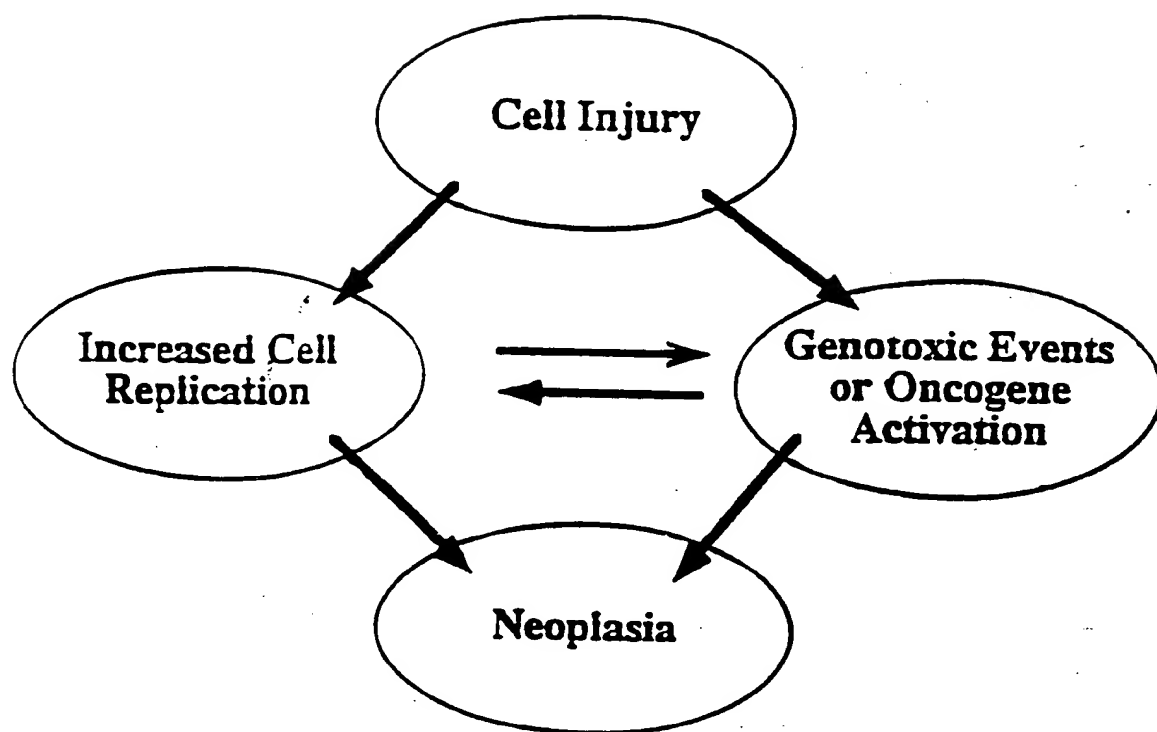 Cell Injury
Increased Cell
Replication
Genotoxic Events
or Oncogene
Activation
Neoplasia